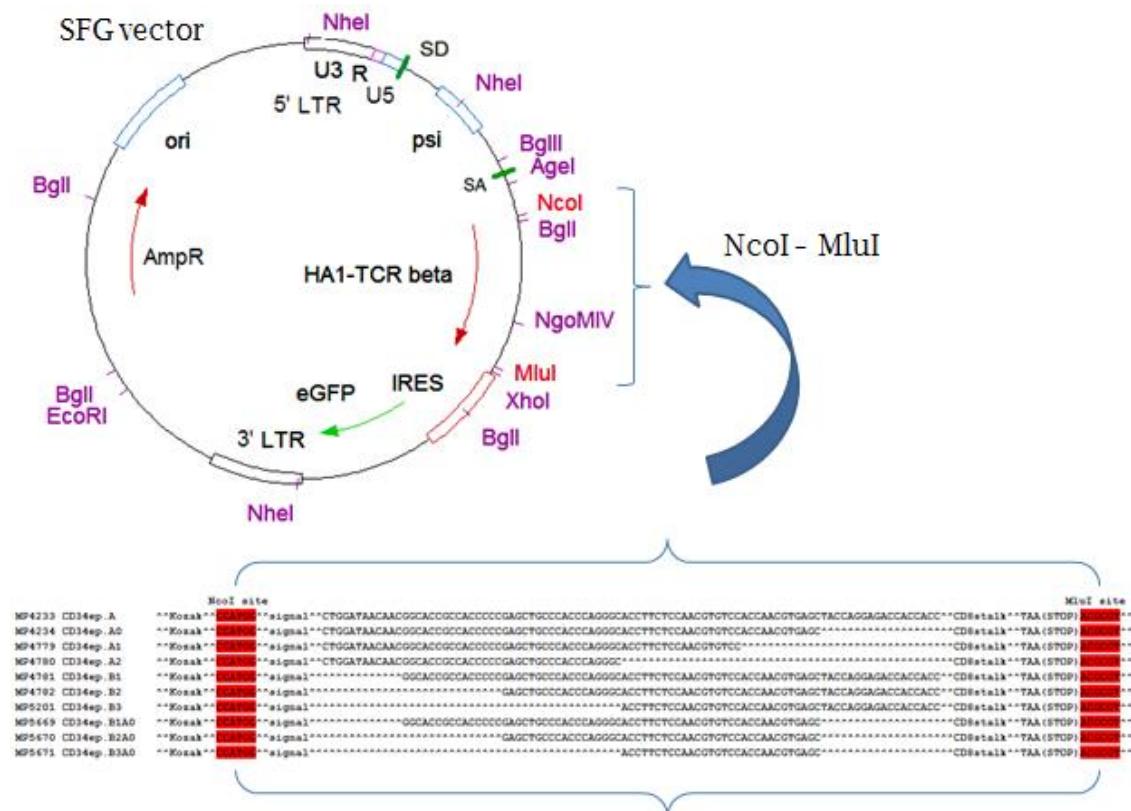 SFG vector
NheI
SD
U3 R
U5
NheI
5' LTR
psi
ori
BglII
AgeI
SA
NcoI
BglI
BglI
AmpR
HA1-TCR beta
NcoI - MluI
NgoMIV
MluI
IRES
XhoI
eGFP
BglI
BglI
EcoRI
3' LTR
NheI
NcoI site MluI site
MP4233 CD34ep.A ^^Kozak^^CCATGG^^signal^^CTGGATAACAACGGCACCGCCACCCCCGAGCTGCCCACCCAGGGCACCTTCTCCAACGTGTCCACCAACGTGAGCTACCAGGAGACCACCACC^^CD8stalk^^TAA(STOP)ACGCGT^^
MP4234 CD34ep.A0 ^^Kozak^^CCATGG^^signal^^CTGGATAACAACGGCACCGCCACCCCCGAGCTGCCCACCCAGGGCACCTTCTCCAACGTGTCCACCAACGTGAGC^^^^^^^^^^^^^^^^^^^^CD8stalk^^TAA(STOP)ACGCGT^^
MP4779 CD34ep.A1 ^^Kozak^^CCATGG^^signal^^CTGGATAACAACGGCACCGCCACCCCCGAGCTGCCCACCCAGGGCACCTTCTCCAACGTGTCC^^^^^^^^^^^^^^^^^^^^^^^^^^^^^^^^CD8stalk^^TAA(STOP)ACGCGT^^
MP4780 CD34ep.A2 ^^Kozak^^CCATGG^^signal^^CTGGATAACAACGGCACCGCCACCCCCGAGCTGCCCACCCAGGGC^^^^^^^^^^^^^^^^^^^^^^^^^^^^^^^^^^^^^^^^^^^^^^^^^^CD8stalk^^TAA(STOP)ACGCGT^^
MP4781 CD34ep.B1 ^^Kozak^^CCATGG^^signal^^^^^^^^^^^^^^GGCACCGCCACCCCCGAGCTGCCCACCCAGGGCACCTTCTCCAACGTGTCCACCAACGTGAGCTACCAGGAGACCACCACC^^CD8stalk^^TAA(STOP)ACGCGT^^
MP4782 CD34ep.B2 ^^Kozak^^CCATGG^^signal^^^^^^^^^^^^^^^^^^^^^^^^^^^^^GAGCTGCCCACCCAGGGCACCTTCTCCAACGTGTCCACCAACGTGAGCTACCAGGAGACCACCACC^^CD8stalk^^TAA(STOP)ACGCGT^^
MP5201 CD34ep.B3 ^^Kozak^^CCATGG^^signal^^^^^^^^^^^^^^^^^^^^^^^^^^^^^^^^^^^^^^^^^^^^^^^ACCTTCTCCAACGTGTCCACCAACGTGAGCTACCAGGAGACCACCACC^^CD8stalk^^TAA(STOP)ACGCGT^^
MP5669 CD34ep.B1A0 ^^Kozak^^CCATGG^^signal^^^^^^^^^^^^^^GGCACCGCCACCCCCGAGCTGCCCACCCAGGGCACCTTCTCCAACGTGTCCACCAACGTGAGC^^^^^^^^^^^^^^^^^^^^CD8stalk^^TAA(STOP)ACGCGT^^
MP5670 CD34ep.B2A0 ^^Kozak^^CCATGG^^signal^^^^^^^^^^^^^^^^^^^^^^^^^^^^^GAGCTGCCCACCCAGGGCACCTTCTCCAACGTGTCCACCAACGTGAGC^^^^^^^^^^^^^^^^^^^^CD8stalk^^TAA(STOP)ACGCGT^^
MP5671 CD34ep.B3A0 ^^Kozak^^CCATGG^^signal^^^^^^^^^^^^^^^^^^^^^^^^^^^^^^^^^^^^^^^^^^^^^^^ACCTTCTCCAACGTGTCCACCAACGTGAGC^^^^^^^^^^^^^^^^^^^^CD8stalk^^TAA(STOP)ACGCGT^^